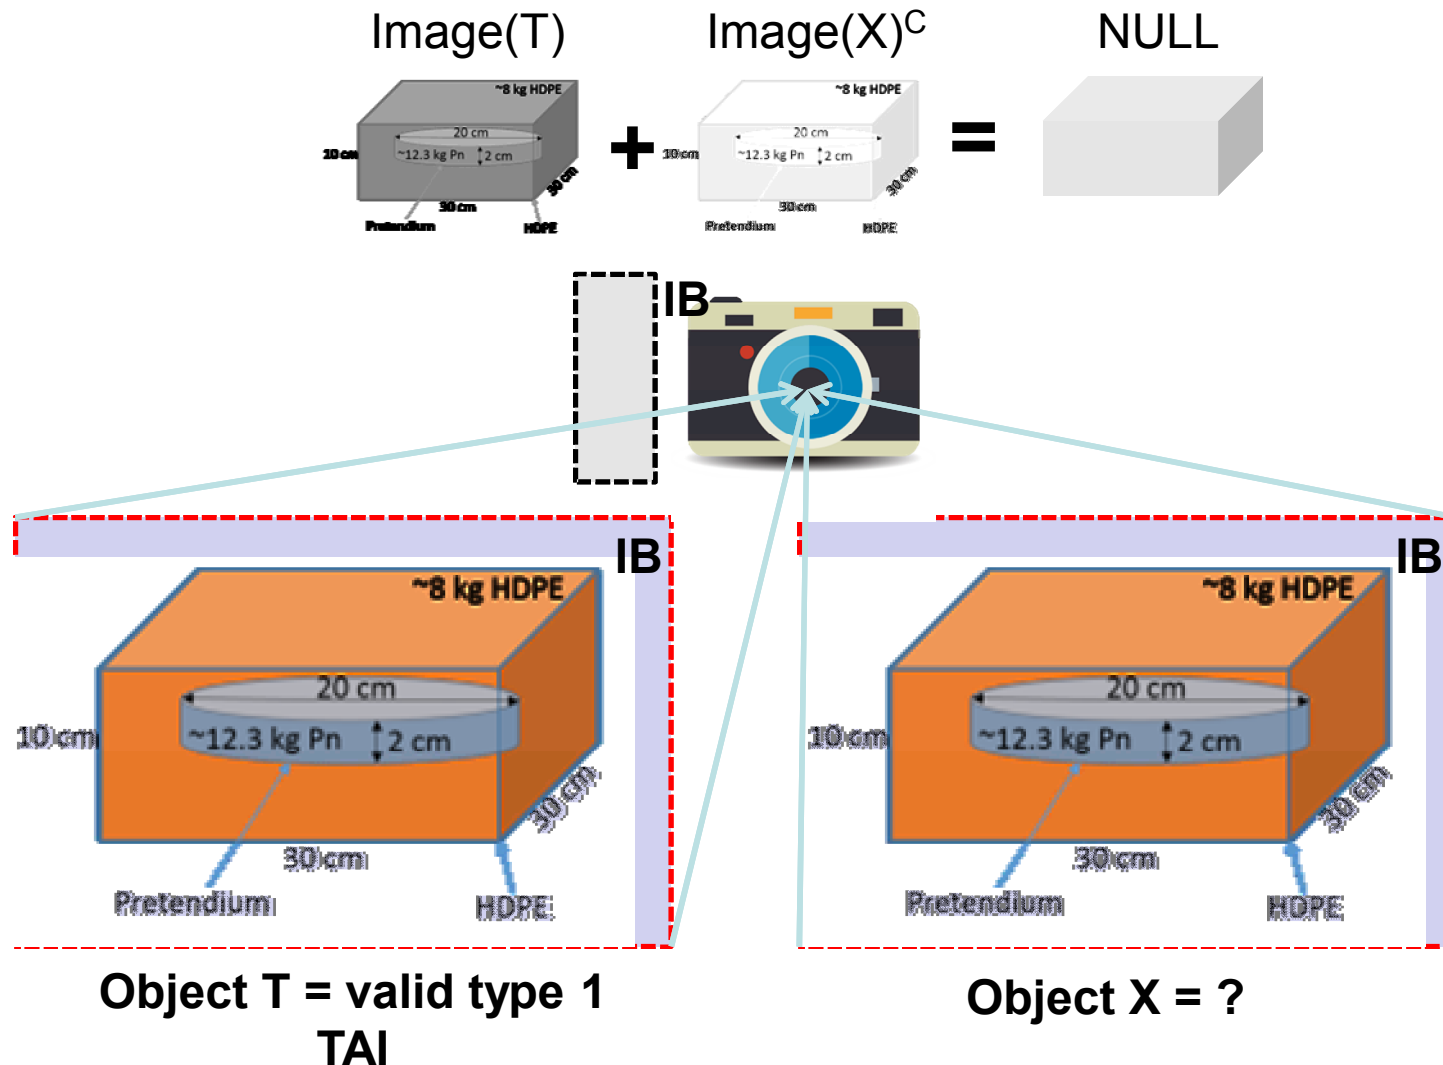 Image(T) Image(X)ᶜ NULL
~8 kg HDPE
20 cm
10 cm ~12.3 kg Pn 2 cm
30 cm
30 cm
Pretendium HDPE
+
~8 kg HDPE
20 cm
10 cm ~12.3 kg Pn 2 cm
30 cm
30 cm
Pretendium HDPE
=
IB
IB
~8 kg HDPE
20 cm
10 cm ~12.3 kg Pn 2 cm
30 cm
30 cm
Pretendium HDPE
Object T = valid type 1
TAI
IB
~8 kg HDPE
20 cm
10 cm ~12.3 kg Pn 2 cm
30 cm
30 cm
Pretendium HDPE
Object X = ?